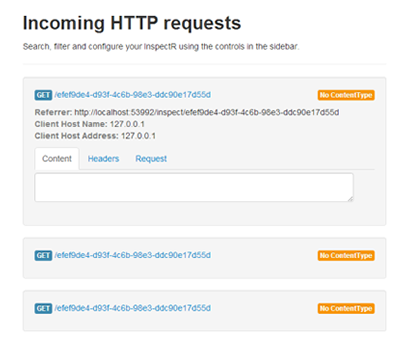 Incoming HTTP requests
Search, filter and configure your InspectR using the controls in the sidebar.
GET /efef9de4-d93f-4c6b-98e3-ddc90e17d55d No ContentType
Referrer: http://localhost:53992/inspect/efef9de4-d93f-4c6b-98e3-ddc90e17d55d
Client Host Name: 127.0.0.1
Client Host Address: 127.0.0.1
Content Headers Request
GET /efef9de4-d93f-4c6b-98e3-ddc90e17d55d No ContentType
GET /efef9de4-d93f-4c6b-98e3-ddc90e17d55d No ContentType